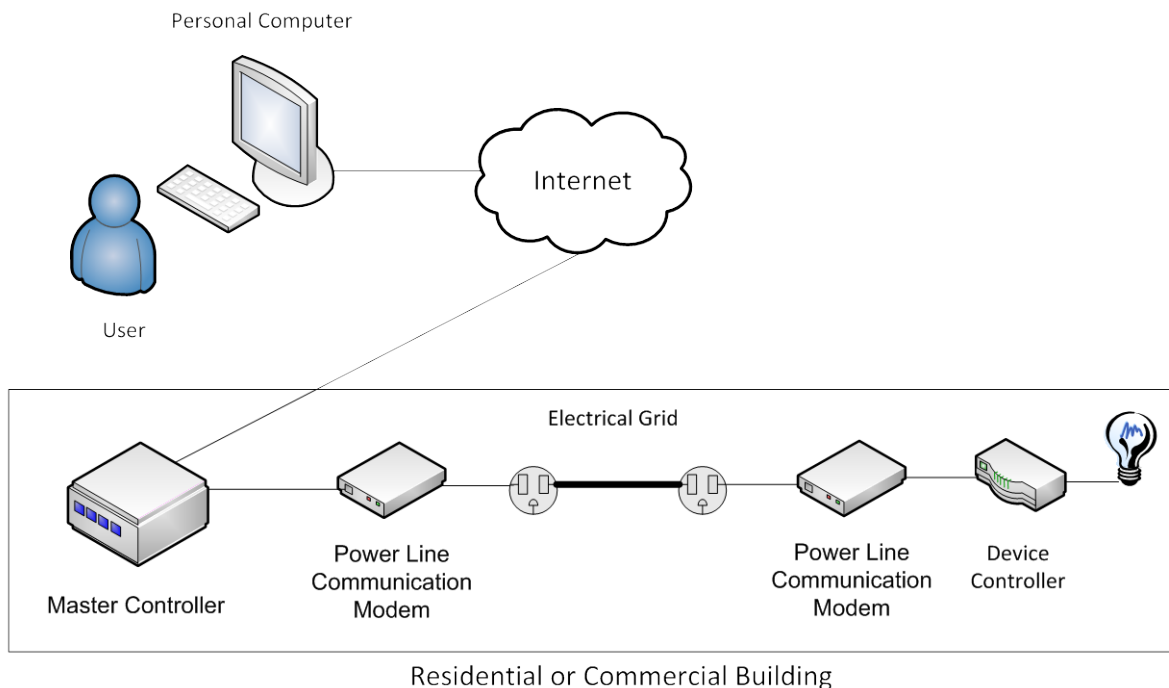 Personal Computer
Internet
User
Electrical Grid
Master Controller
Power Line
Communication
Modem
Power Line
Communication
Modem
Device
Controller
Residential or Commercial Building